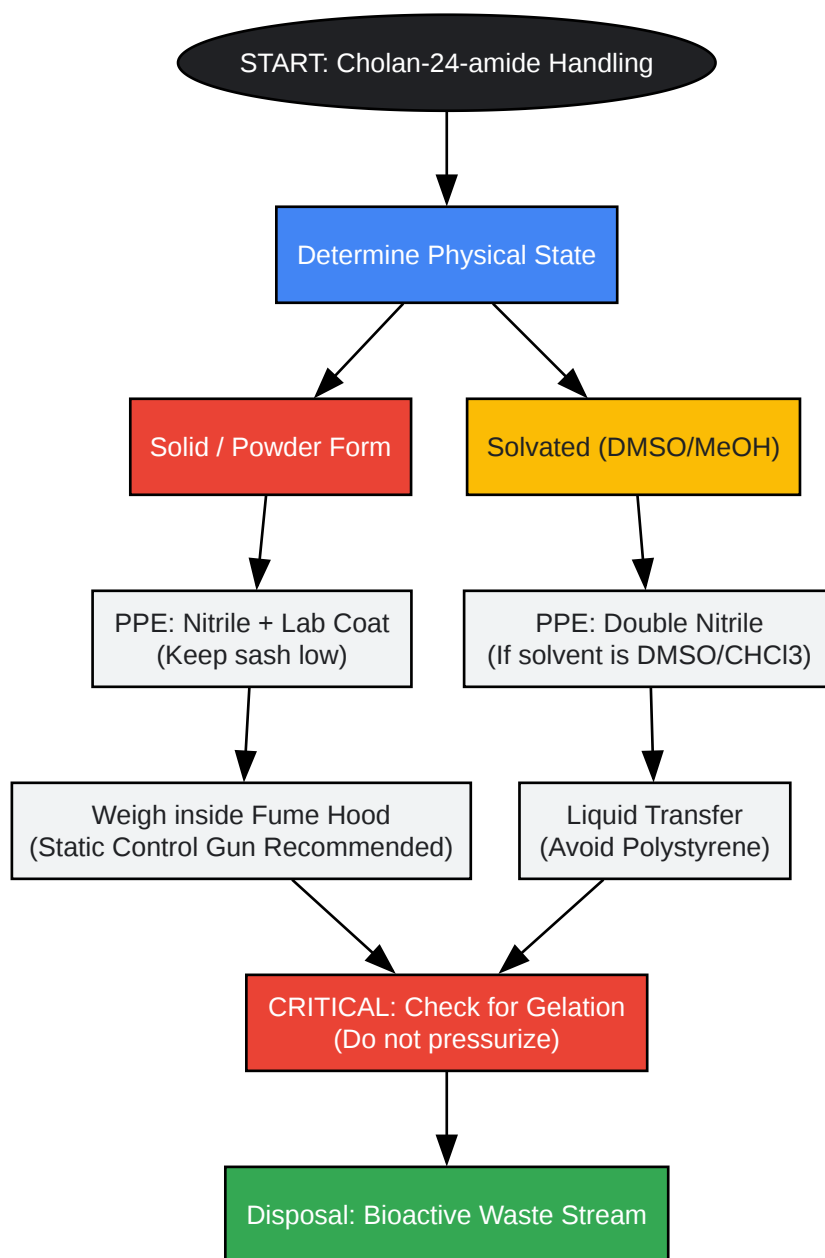 START: Cholan-24-amide Handling
Determine Physical State
Solid / Powder Form
Solvated (DMSO/MeOH)
PPE: Nitrile + Lab Coat
(Keep sash low)
PPE: Double Nitrile
(If solvent is DMSO/CHCl3)
Weigh inside Fume Hood
(Static Control Gun Recommended)
Liquid Transfer
(Avoid Polystyrene)
CRITICAL: Check for Gelation
(Do not pressurize)
Disposal: Bioactive Waste Stream